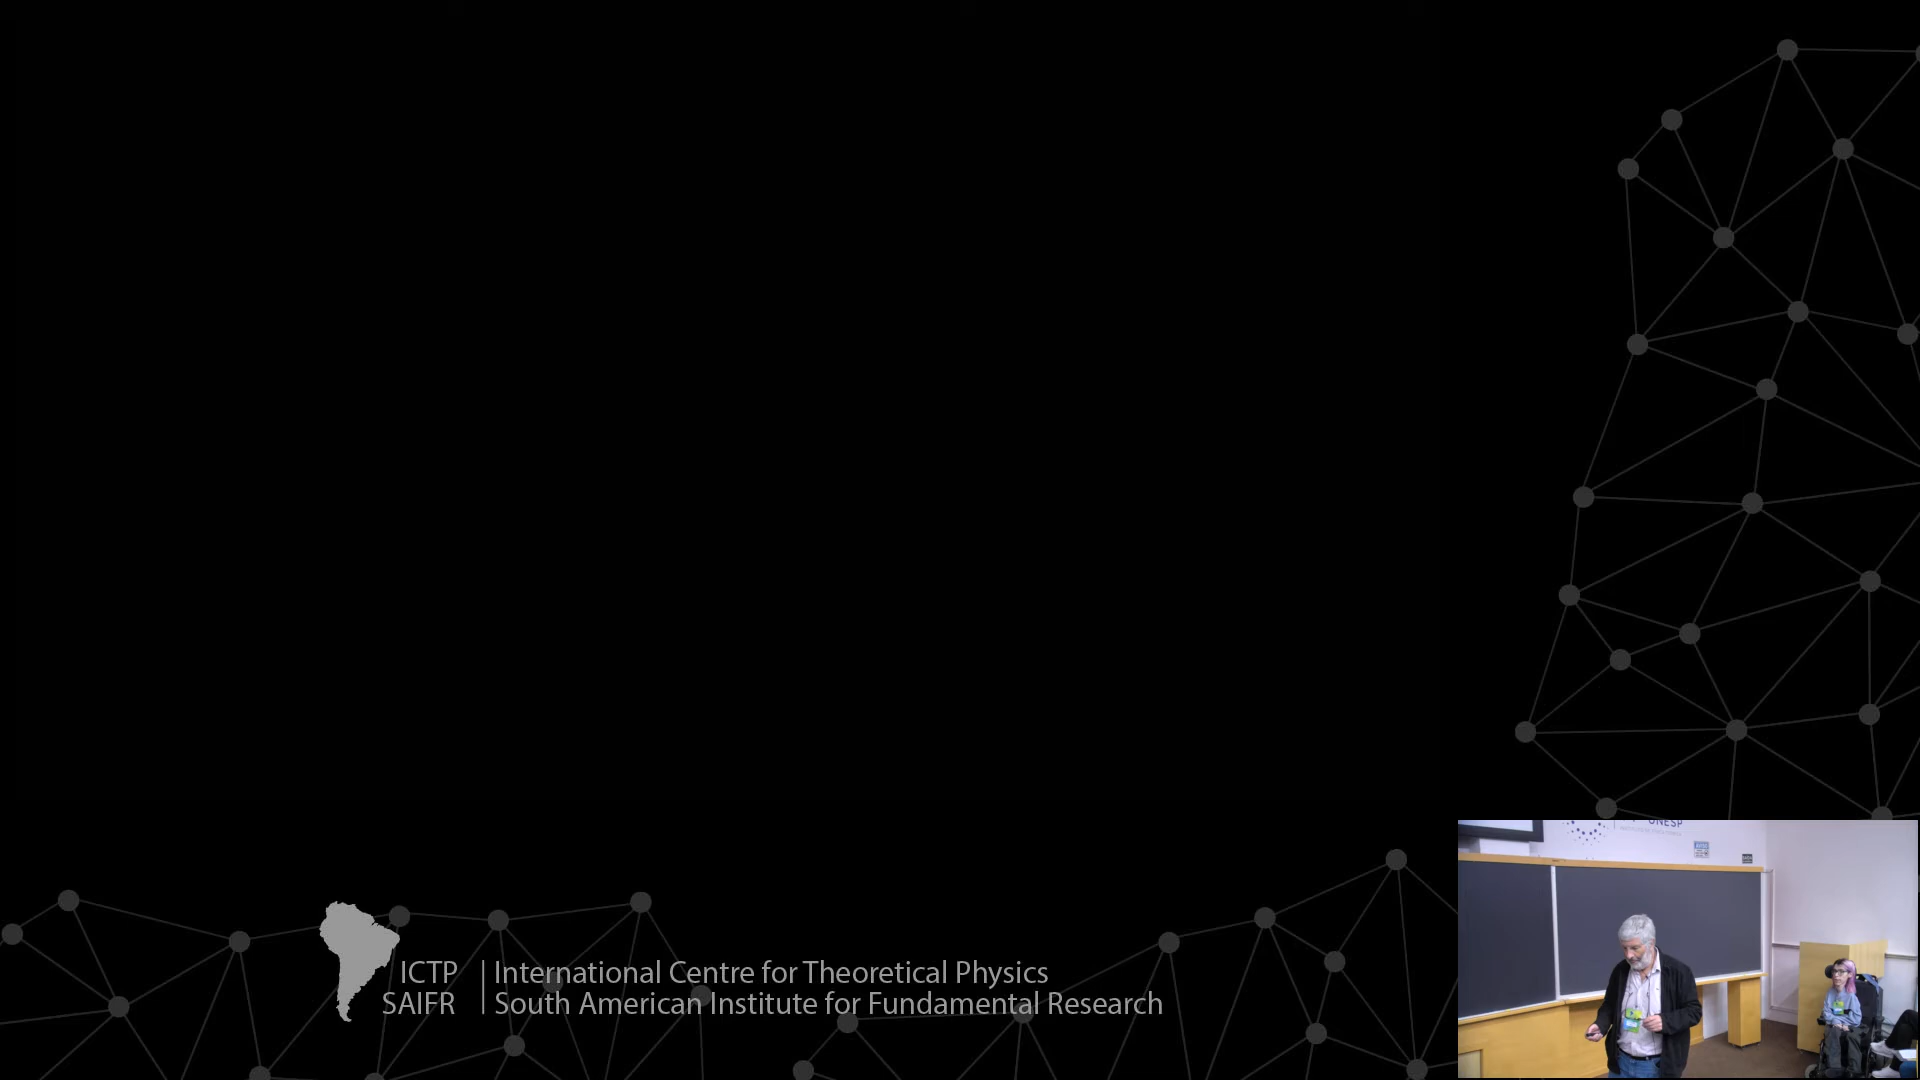 ICTP | International Centre for Theoretical Physics
SAIFR | South American Institute for Fundamental Research
UNESP